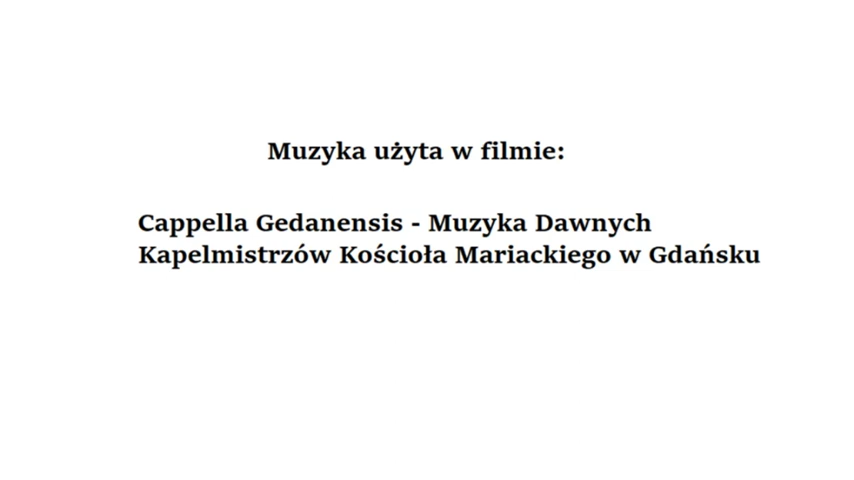 Muzyka użyta w filmie:
Cappella Gedanensis - Muzyka Dawnych
Kapelmistrzów Kościoła Mariackiego w Gdańsku